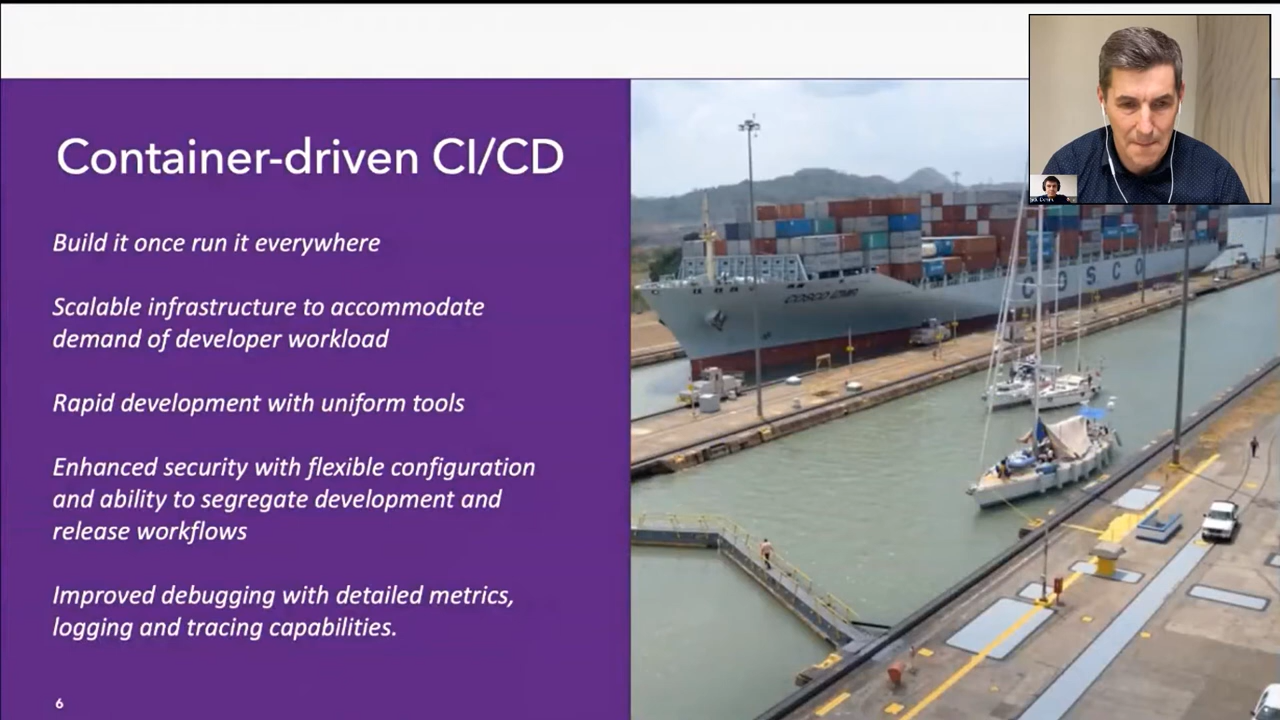 Container-driven CI/CD
Build it once run it everywhere
Scalable infrastructure to accommodate
demand of developer workload
Rapid development with uniform tools
Enhanced security with flexible configuration
and ability to segregate development and
release workflows
Improved debugging with detailed metrics,
logging and tracing capabilities.
6
COSCO
COSCO